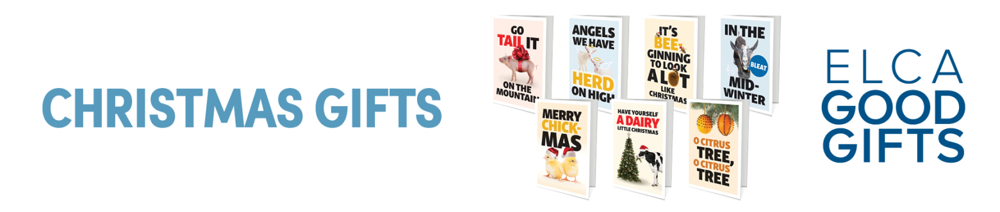 CHRISTMAS GIFTS
GO
TAIL IT
ON THE
MOUNTAIN
ANGELS
WE HAVE
HERD
ON HIGH
IT'S
BEE-
GINNING
TO LOOK
A LOT
LIKE
CHRISTMAS
IN THE
BLEAT
MID-
WINTER
MERRY
CHICK-
MAS
HAVE YOURSELF
A DAIRY
LITTLE CHRISTMAS
O CITRUS
TREE,
O CITRUS
TREE
ELCA
GOOD
GIFTS